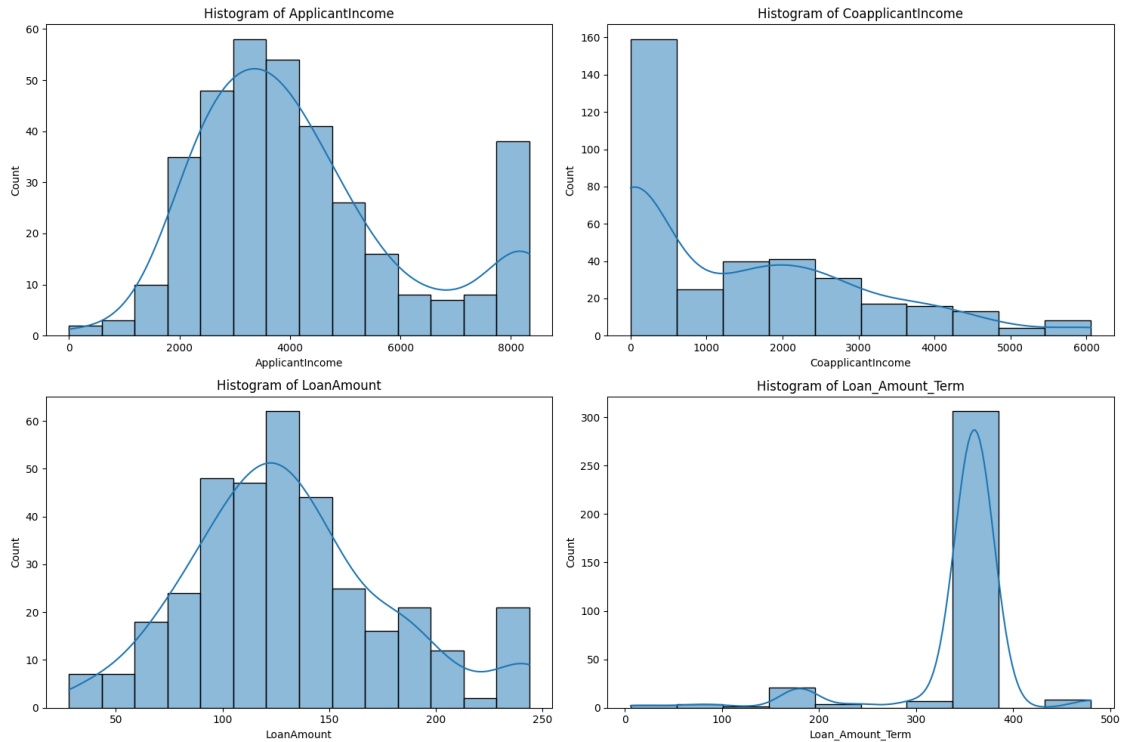 Histogram of ApplicantIncome
60
50
40
30
20
10
0
Count
0 2000 4000 6000 8000
ApplicantIncome
Histogram of CoapplicantIncome
160
140
120
100
80
60
40
20
0
Count
0 1000 2000 3000 4000 5000 6000
CoapplicantIncome
Histogram of LoanAmount
60
50
40
30
20
10
0
Count
50 100 150 200 250
LoanAmount
Histogram of Loan_Amount_Term
300
250
200
150
100
50
0
Count
0 100 200 300 400 500
Loan_Amount_Term